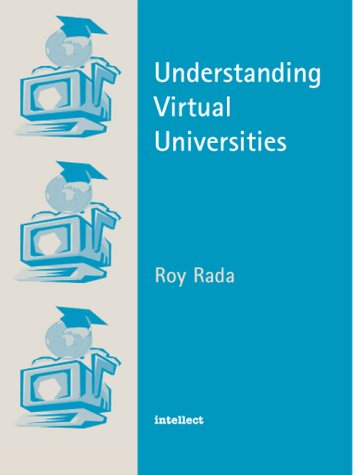 Understanding
Virtual
Universities
Roy Rada
intellect